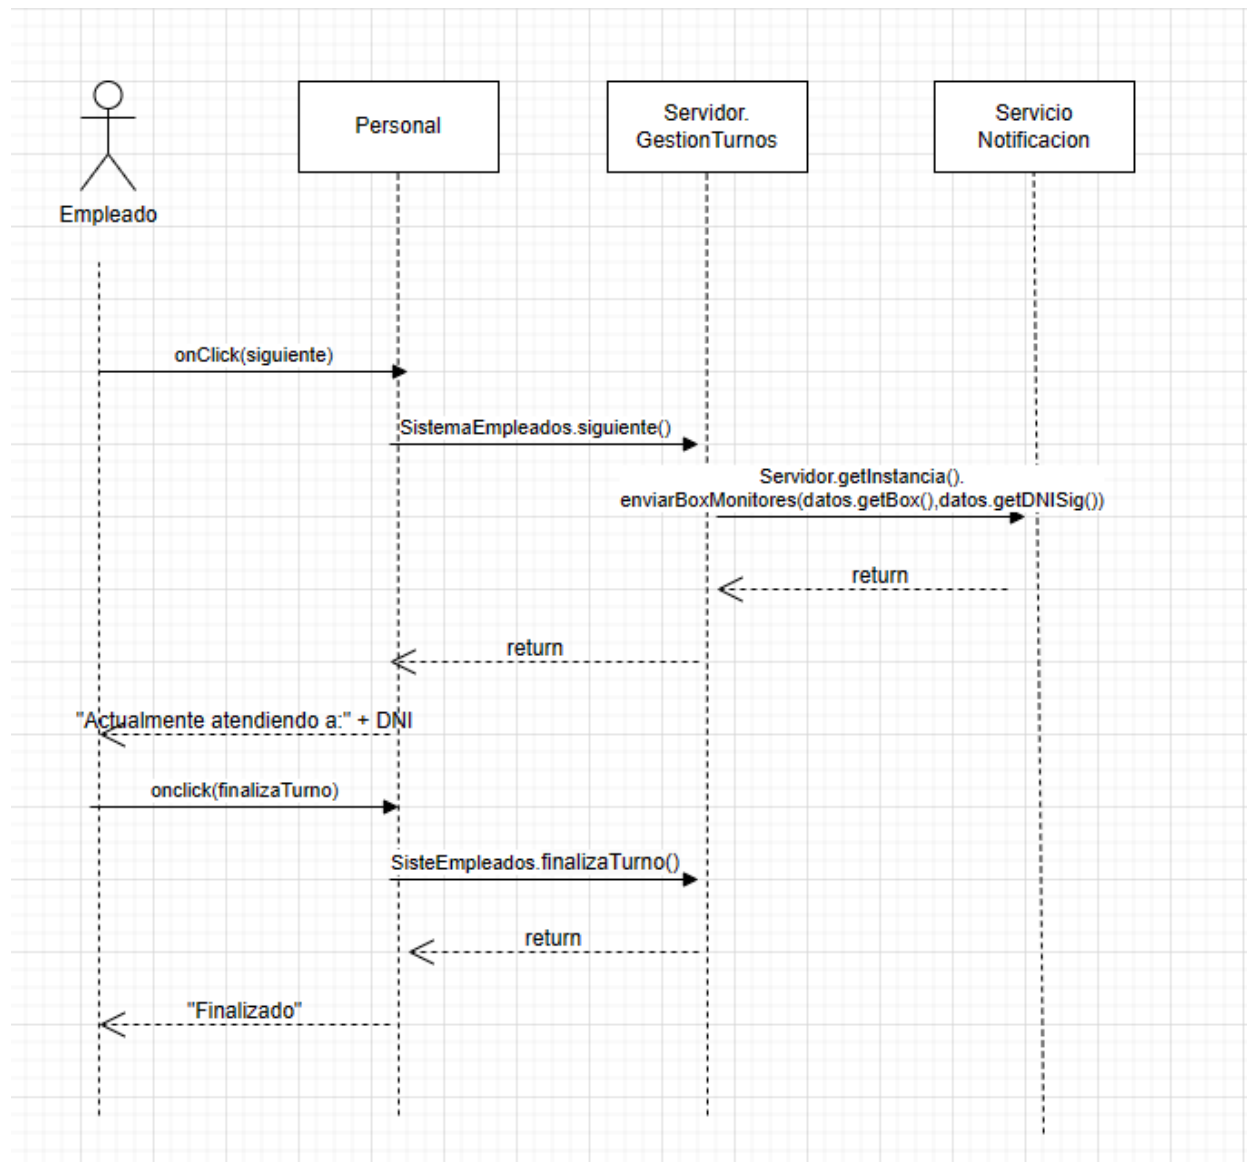 Personal
Servidor.
GestionTurnos
Servicio
Notificacion
Empleado
onClick(siguiente)
SistemaEmpleados.siguiente()
Servidor.getInstancia().
enviarBoxMonitores(datos.getBox(),datos.getDNISig())
return
return
"Actualmente atendiendo a:" + DNI
onclick(finalizaTurno)
SisteEmpleados.finalizaTurno()
return
"Finalizado"